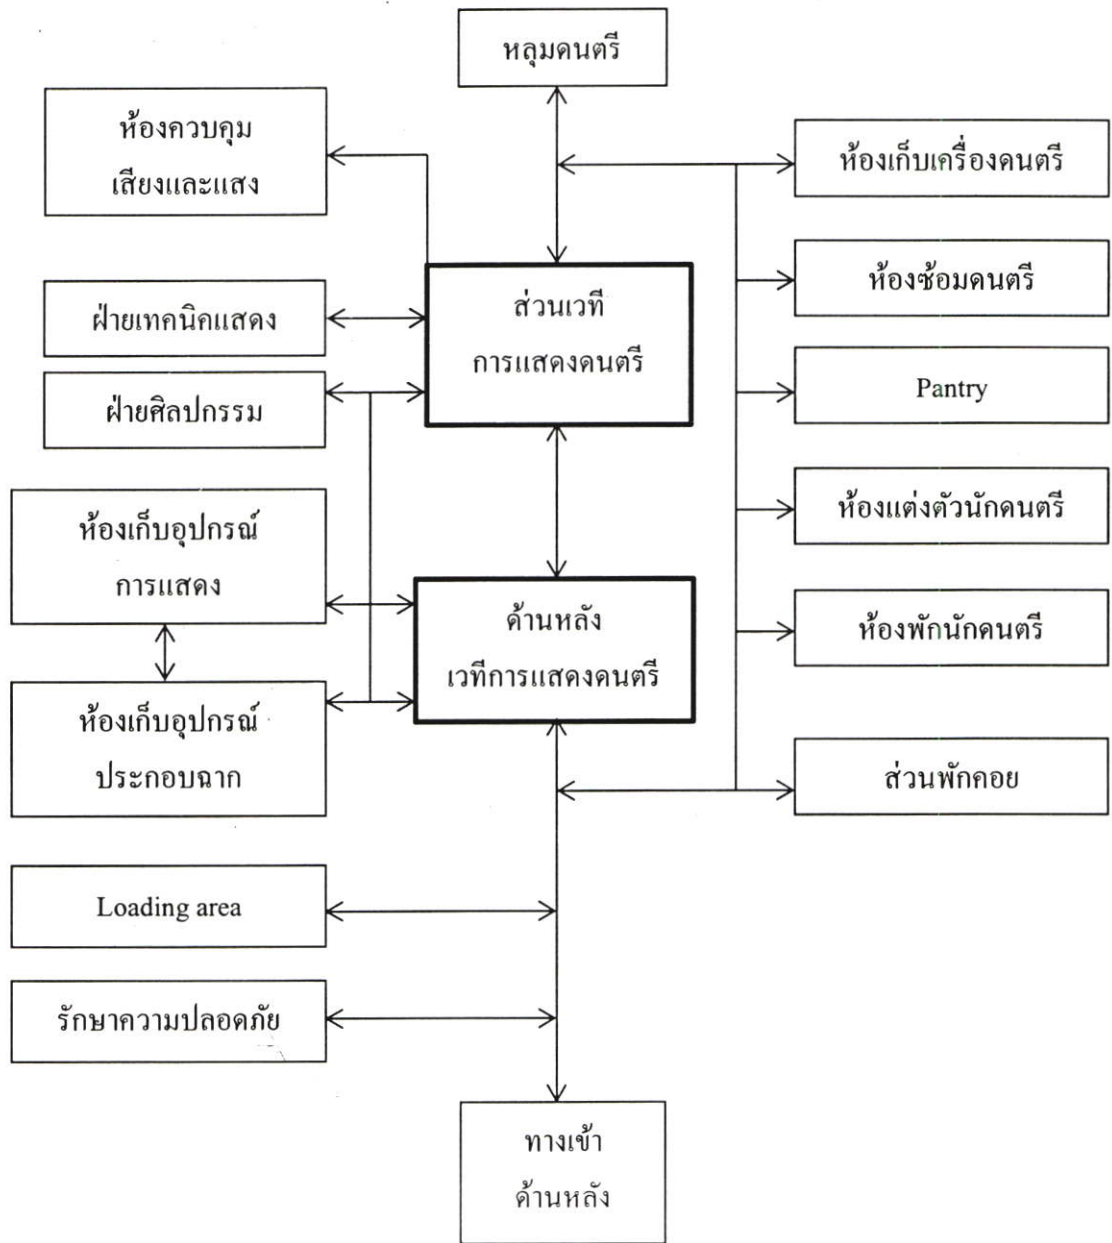 หลุมดนตรี
ห้องควบคุม
เสียงและแสง
ห้องเก็บเครื่องดนตรี
ห้องซ้อมดนตรี
ส่วนเวที
การแสดงดนตรี
ฝ่ายเทคนิคแสดง
ฝ่ายศิลปกรรม
Pantry
ห้องแต่งตัวนักดนตรี
ห้องเก็บอุปกรณ์
การแสดง
ด้านหลัง
เวทีการแสดงดนตรี
ห้องพักนักดนตรี
ห้องเก็บอุปกรณ์
ประกอบฉาก
ส่วนพักคอย
Loading area
รักษาความปลอดภัย
ทางเข้า
ด้านหลัง